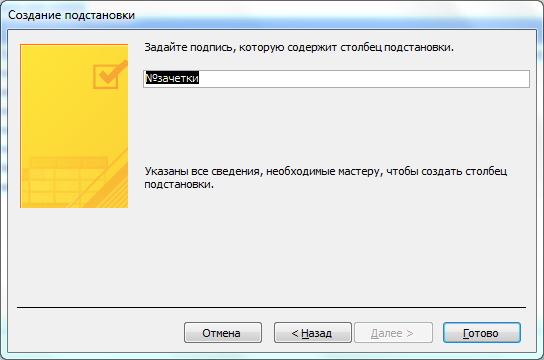 Создание подстановки
Задайте подпись, которую содержит столбец подстановки.
№зачетки
Указаны все сведения, необходимые мастеру, чтобы создать столбец
подстановки.
Отмена
< Назад
Далее >
Готово